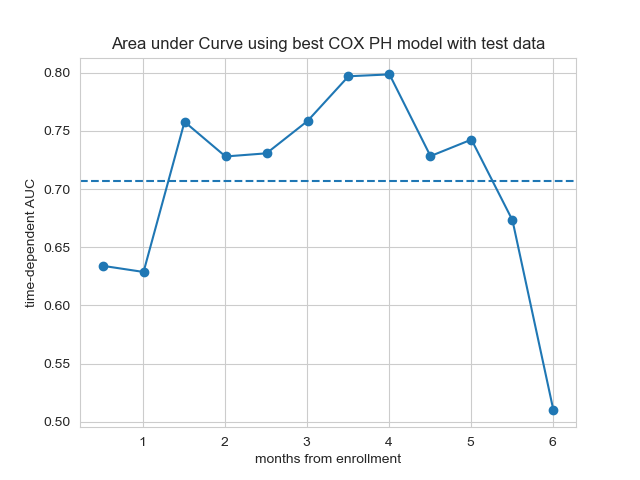 Area under Curve using best COX PH model with test data
time-dependent AUC
0.80
0.75
0.70
0.65
0.60
0.55
0.50
1 2 3 4 5 6
months from enrollment